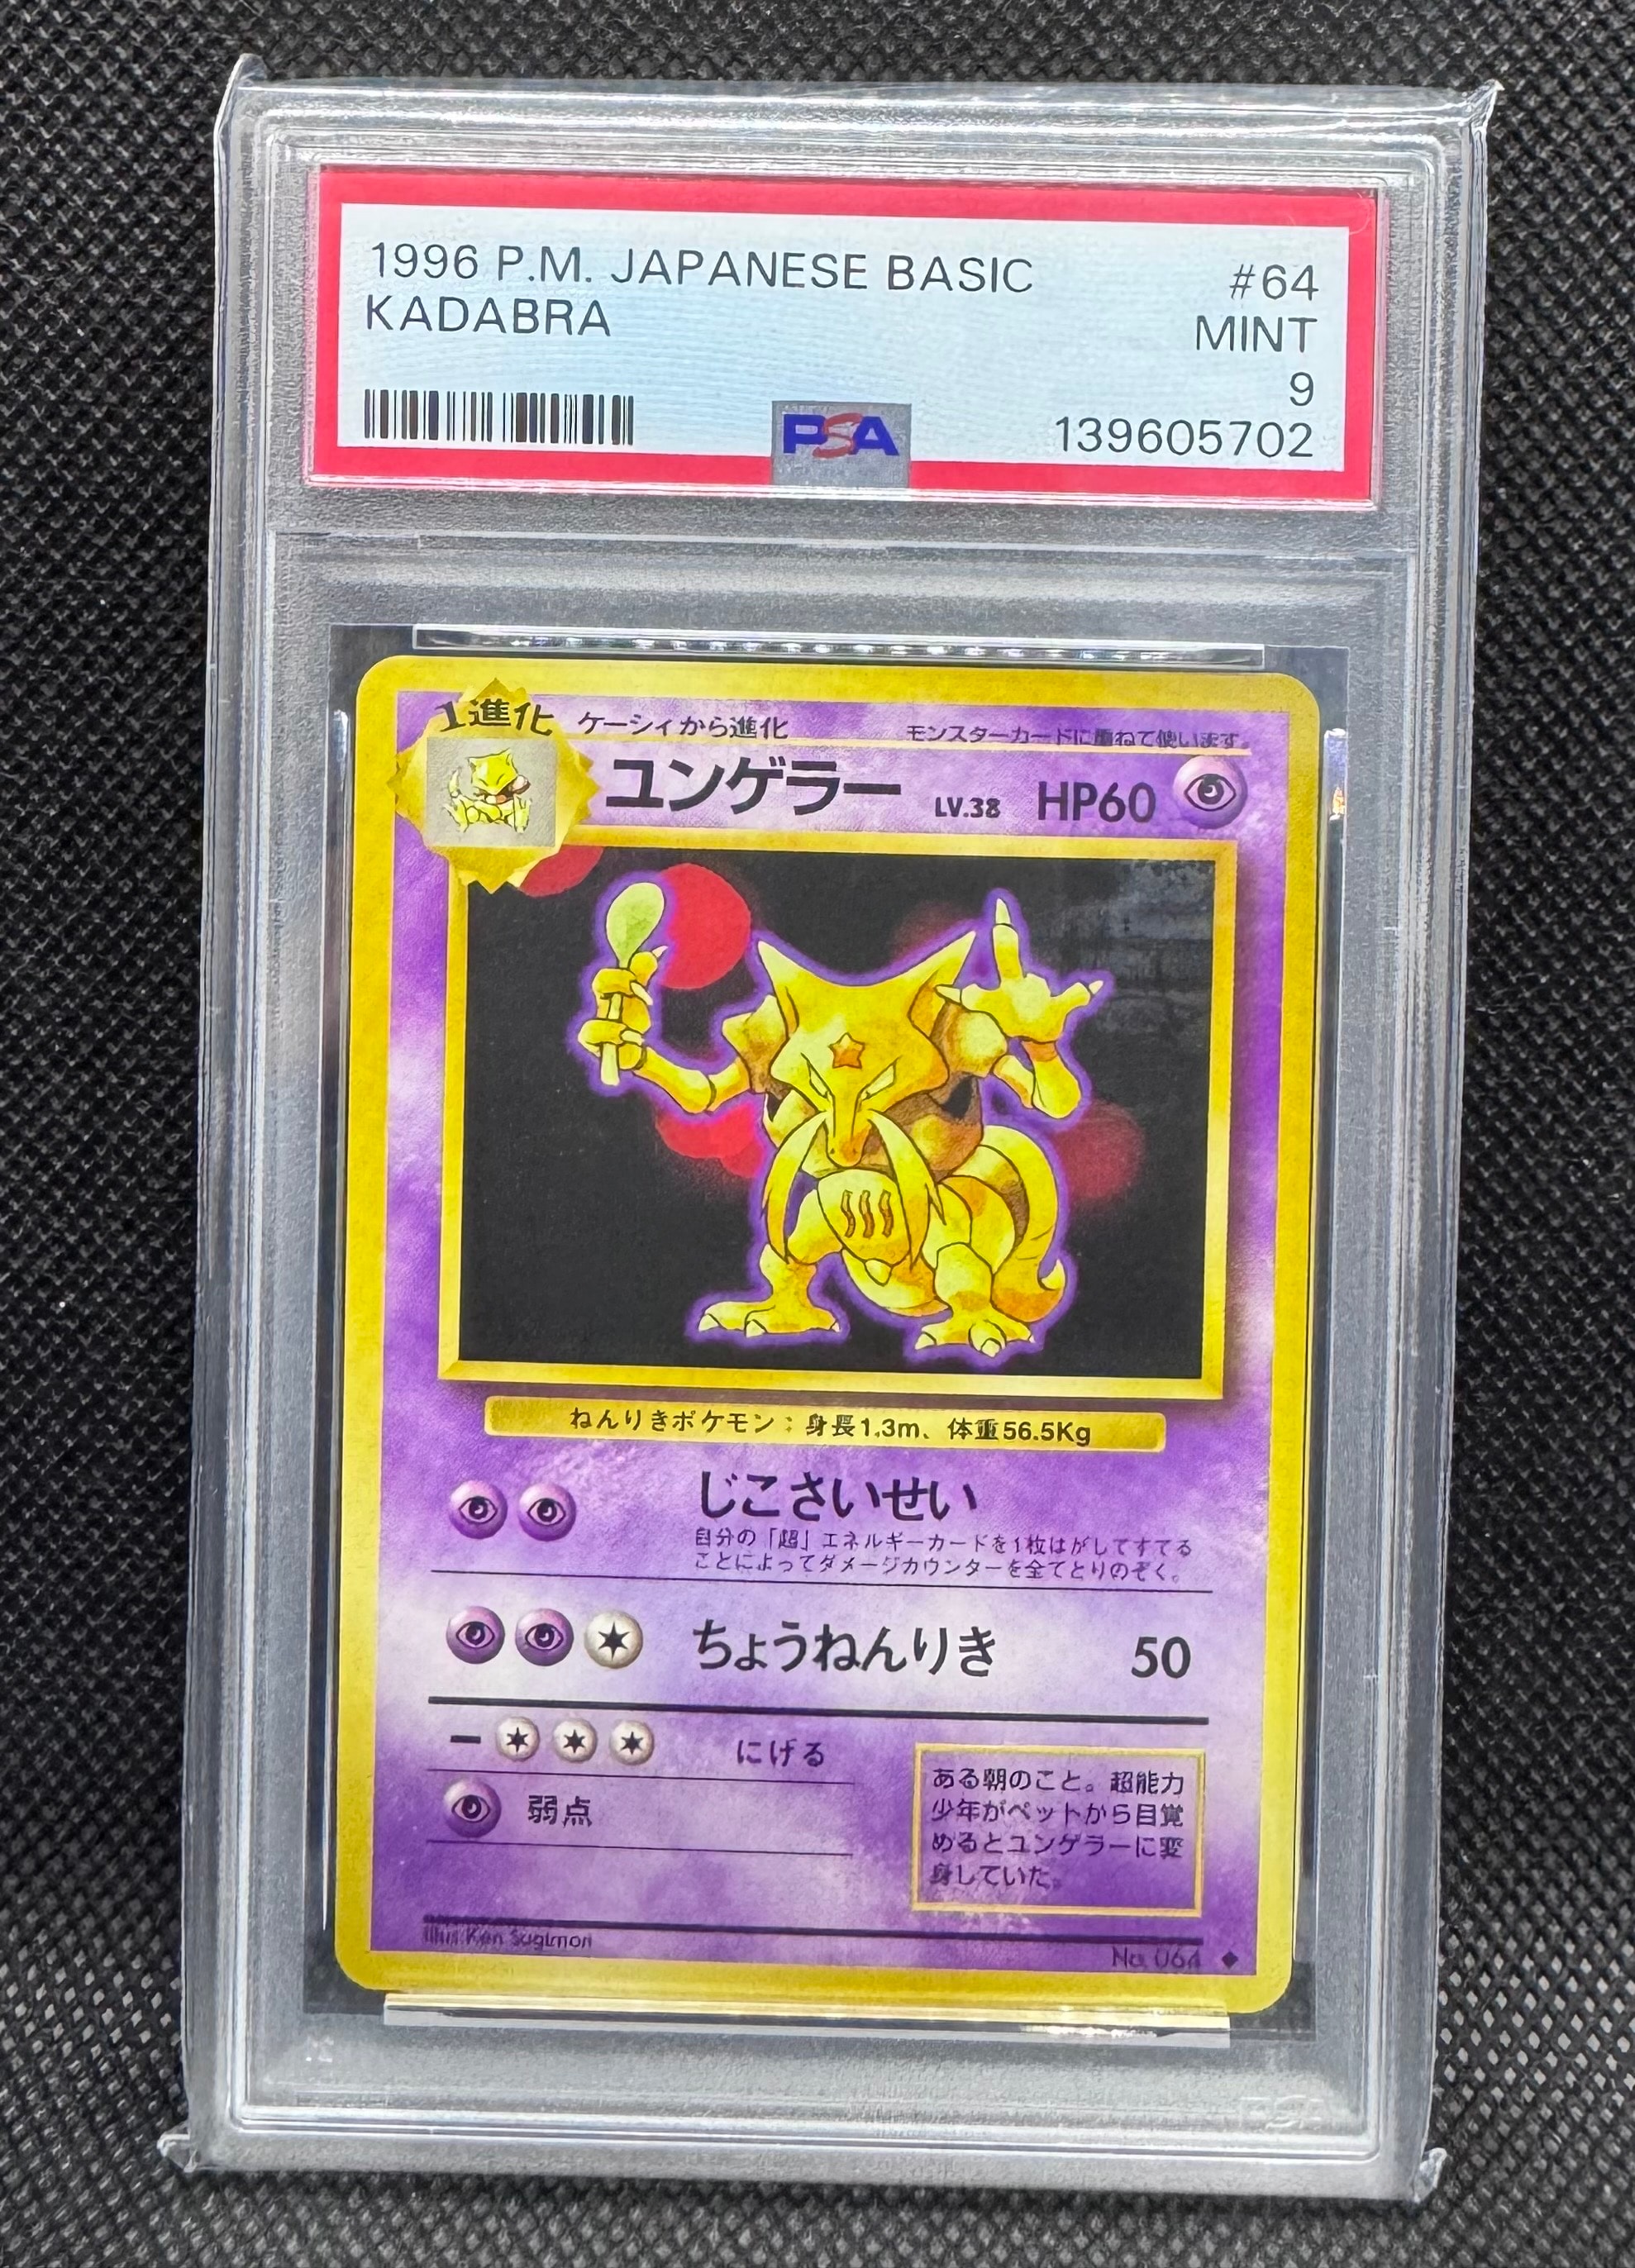 1996 P.M. JAPANESE BASIC #64
KADABRA MINT
9
PSA 139605702
1進化 ケーシィから進化 モンスターカードに重ねて使います。
ユンゲラー LV.38 HP60
ねんりきポケモン：身長1.3m、体重56.5Kg
じこさいせい
自分の「超」エネルギーカードを1枚はがしてすてる
ことによってダメージカウンターを全てとりのぞく。
ちょうねんりき 50
にげる
弱点
ある朝のこと。超能力
少年がベットから目覚
めるとユンゲラーに変
身していた。
Illus. Ken Sugimori
No. 064